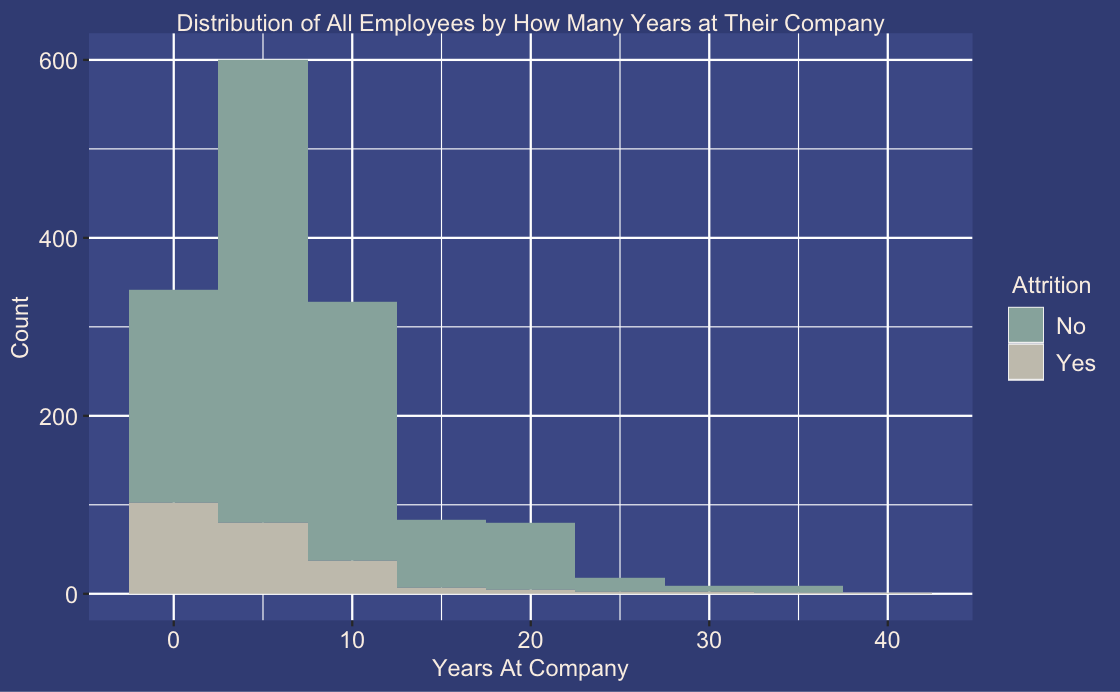 Distribution of All Employees by How Many Years at Their Company
600
400
200
0
Count
0 10 20 30 40
Years At Company
Attrition
No
Yes